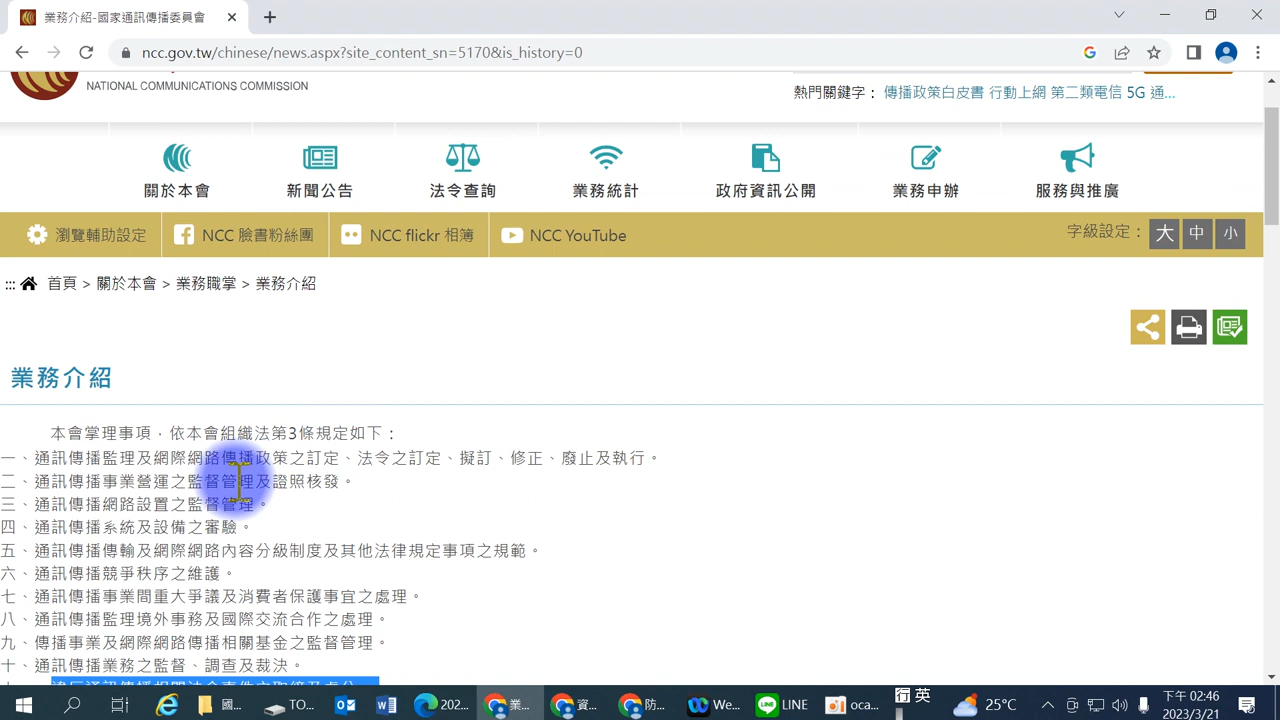 業務介紹-國家通訊傳播委員會
ncc.gov.tw/chinese/news.aspx?site_content_sn=5170&is_history=0
NATIONAL COMMUNICATIONS COMMISSION
熱門關鍵字： 傳播政策白皮書 行動上網 第二類電信 5G 通...
關於本會 新聞公告 法令查詢 業務統計 政府資訊公開 業務申辦 服務與推廣
瀏覽輔助設定 NCC 臉書粉絲團 NCC flickr 相簿 NCC YouTube 字級設定： 大 中 小
::: 首頁 > 關於本會 > 業務職掌 > 業務介紹
業務介紹
本會掌理事項，依本會組織法第3條規定如下：
一、通訊傳播監理及網際網路傳播政策之訂定、法令之訂定、擬訂、修正、廢止及執行。
二、通訊傳播事業營運之監督管理及證照核發。
三、通訊傳播網路設置之監督管理。
四、通訊傳播系統及設備之審驗。
五、通訊傳播傳輸及網際網路內容分級制度及其他法律規定事項之規範。
六、通訊傳播競爭秩序之維護。
七、通訊傳播事業間重大爭議及消費者保護事宜之處理。
八、通訊傳播監理境外事務及國際交流合作之處理。
九、傳播事業及網際網路傳播相關基金之監督管理。
十、通訊傳播業務之監督、調查及裁決。
國... TO... 202... 業... 資... 防... We... LINE oca... 行 英 25°C 下午 02:46
2023/3/21